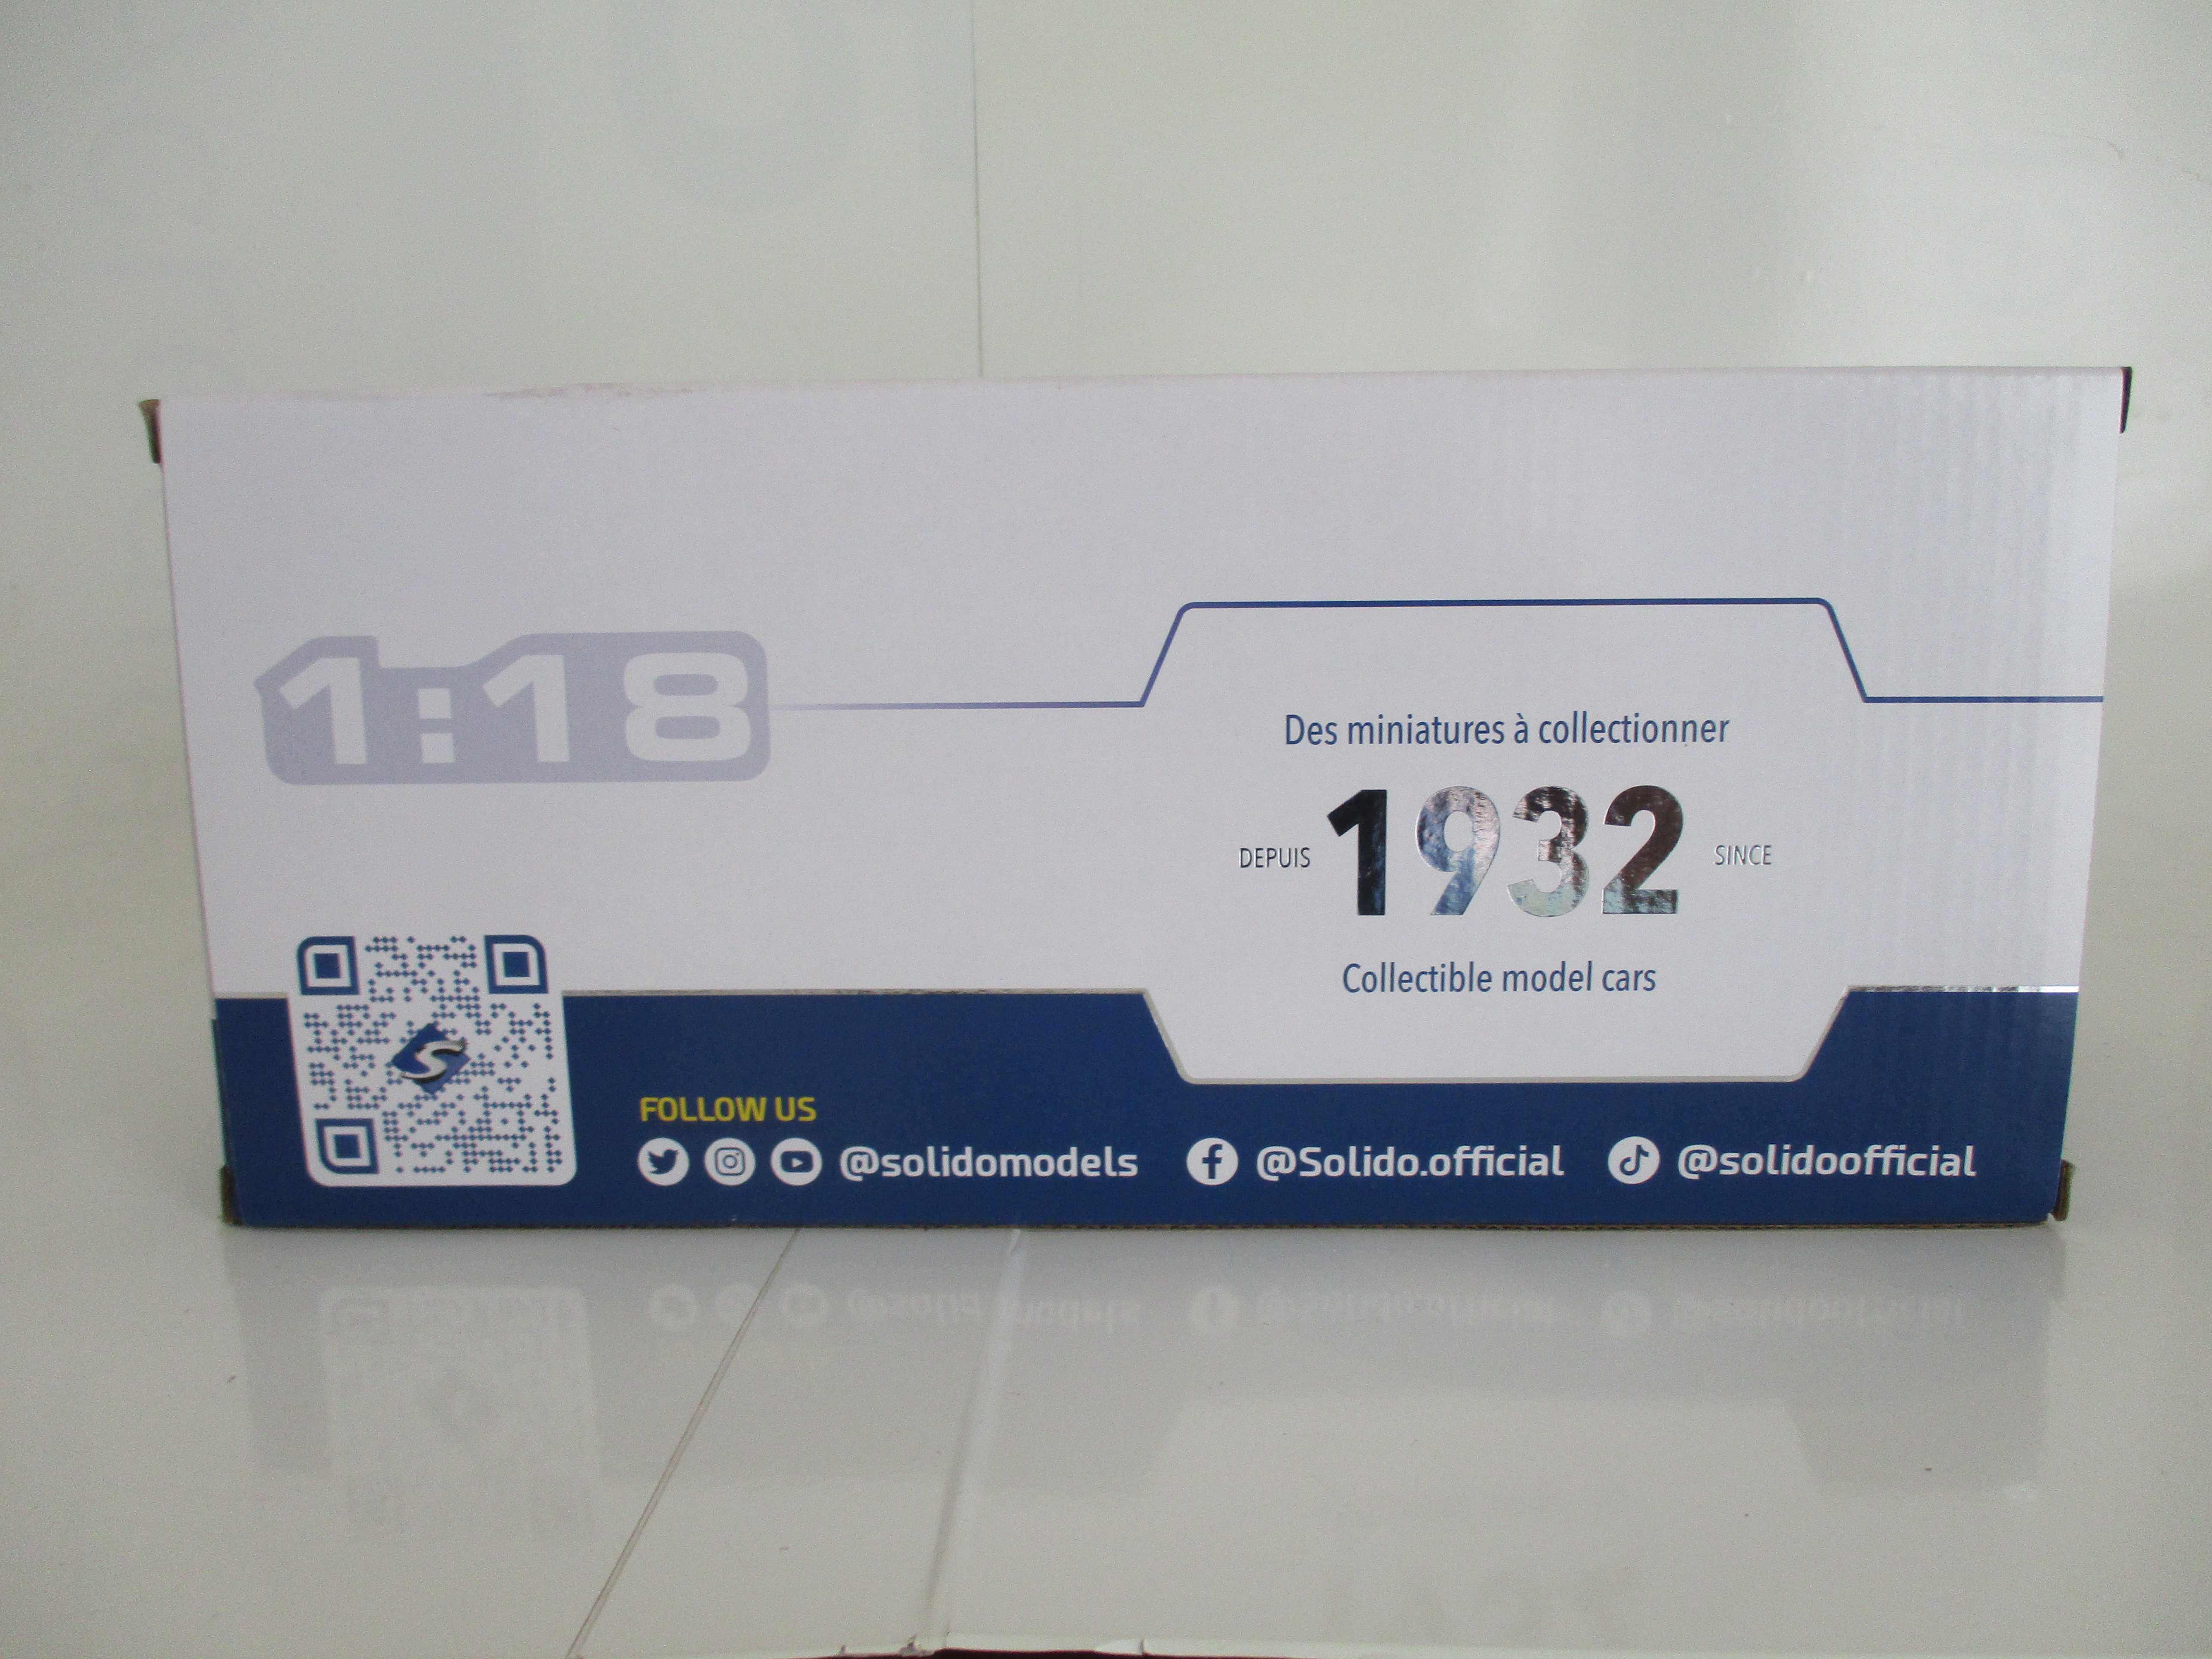 1:18
Des miniatures à collectionner
DEPUIS 1932 SINCE
Collectible model cars
FOLLOW US
@solidomodels @Solido.official @solidoofficial